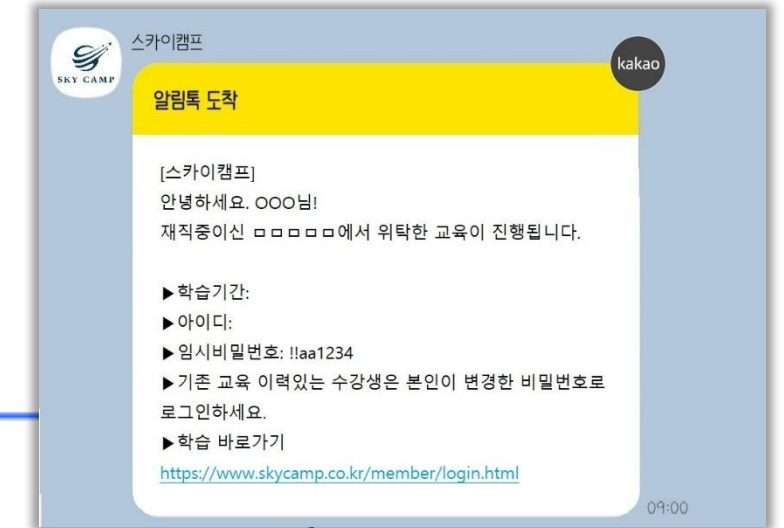 스카이캠프
SKY CAMP
kakao
알림톡 도착
[스카이캠프]
안녕하세요. OOO님!
재직중이신 ㅁㅁㅁㅁㅁ에서 위탁한 교육이 진행됩니다.
▶학습기간:
▶아이디:
▶임시비밀번호: !!aa1234
▶기존 교육 이력있는 수강생은 본인이 변경한 비밀번호로
로그인하세요.
▶학습 바로가기
https://www.skycamp.co.kr/member/login.html
09:00